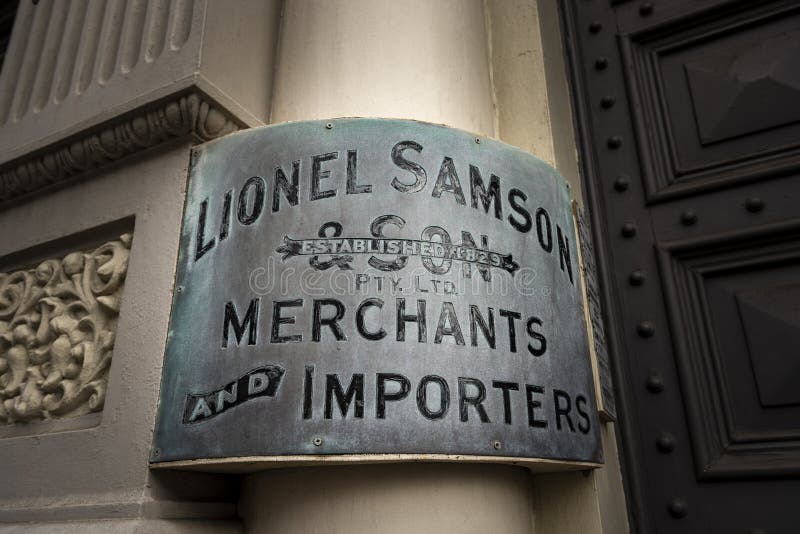 LIONEL SAMSON
& SON
ESTABLISHED 1829
PTY. LTD.
MERCHANTS
AND IMPORTERS